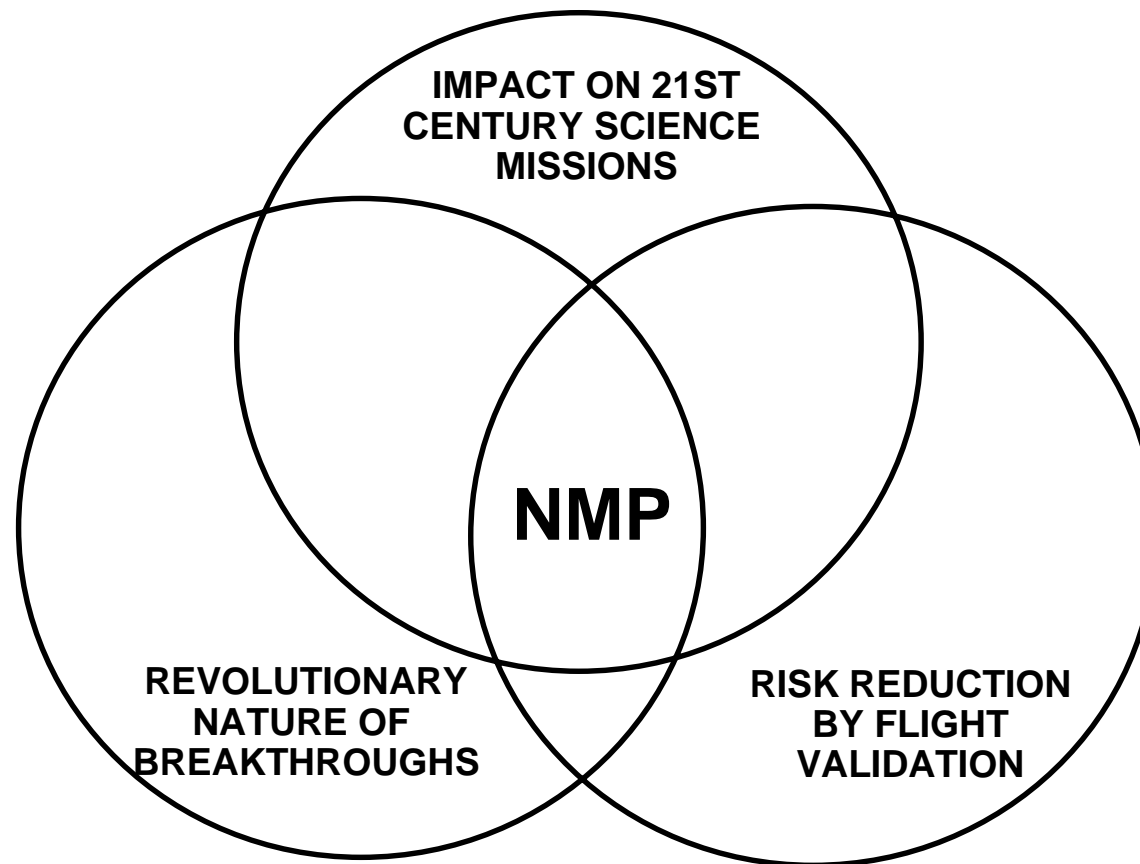 IMPACT ON 21ST
CENTURY SCIENCE
MISSIONS
NMP
REVOLUTIONARY
NATURE OF
BREAKTHROUGHS
RISK REDUCTION
BY FLIGHT
VALIDATION